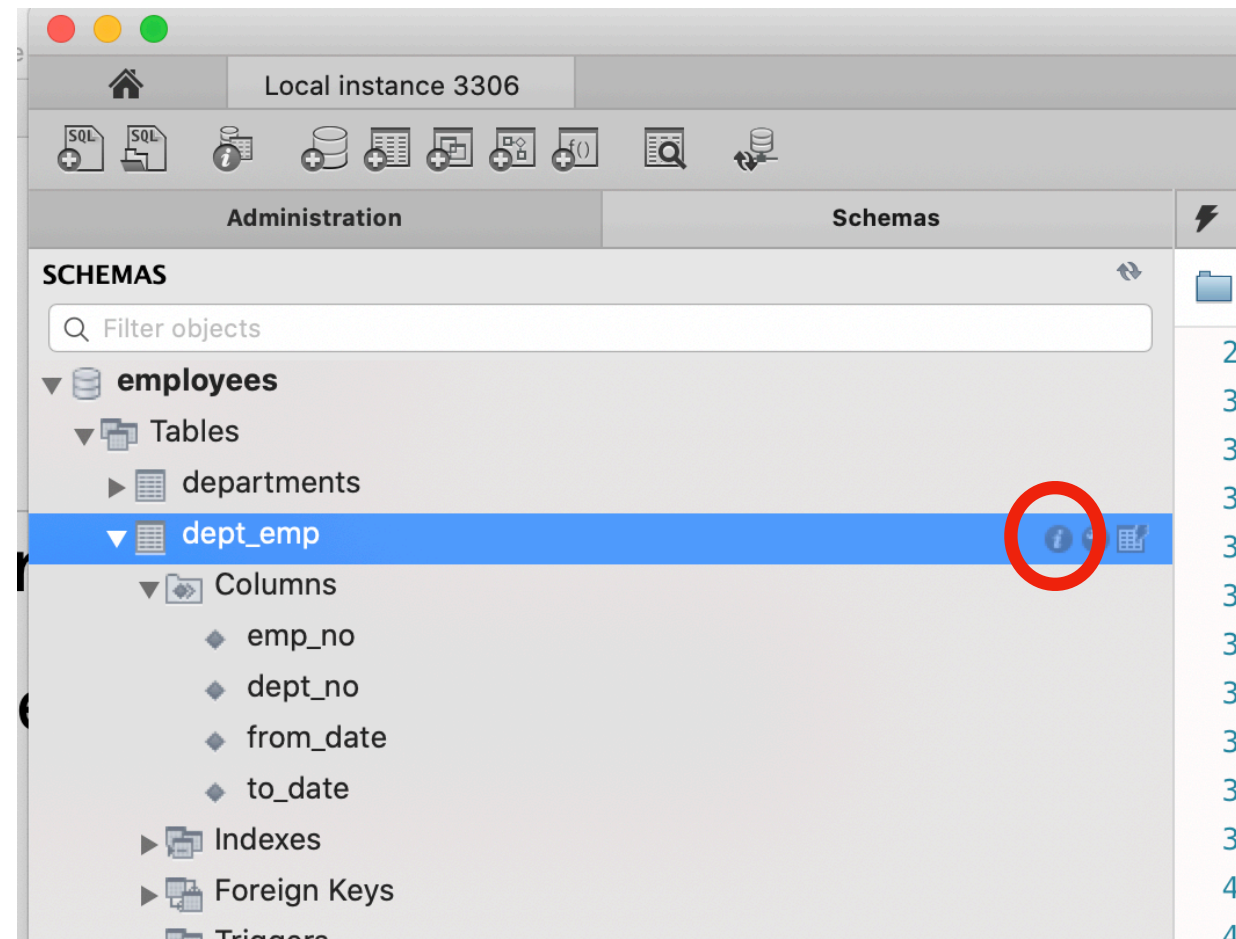 Local instance 3306
SQL SQL i f()
Administration Schemas
SCHEMAS
Filter objects
employees
Tables
departments
dept_emp i
Columns
emp_no
dept_no
from_date
to_date
Indexes
Foreign Keys
Triggers